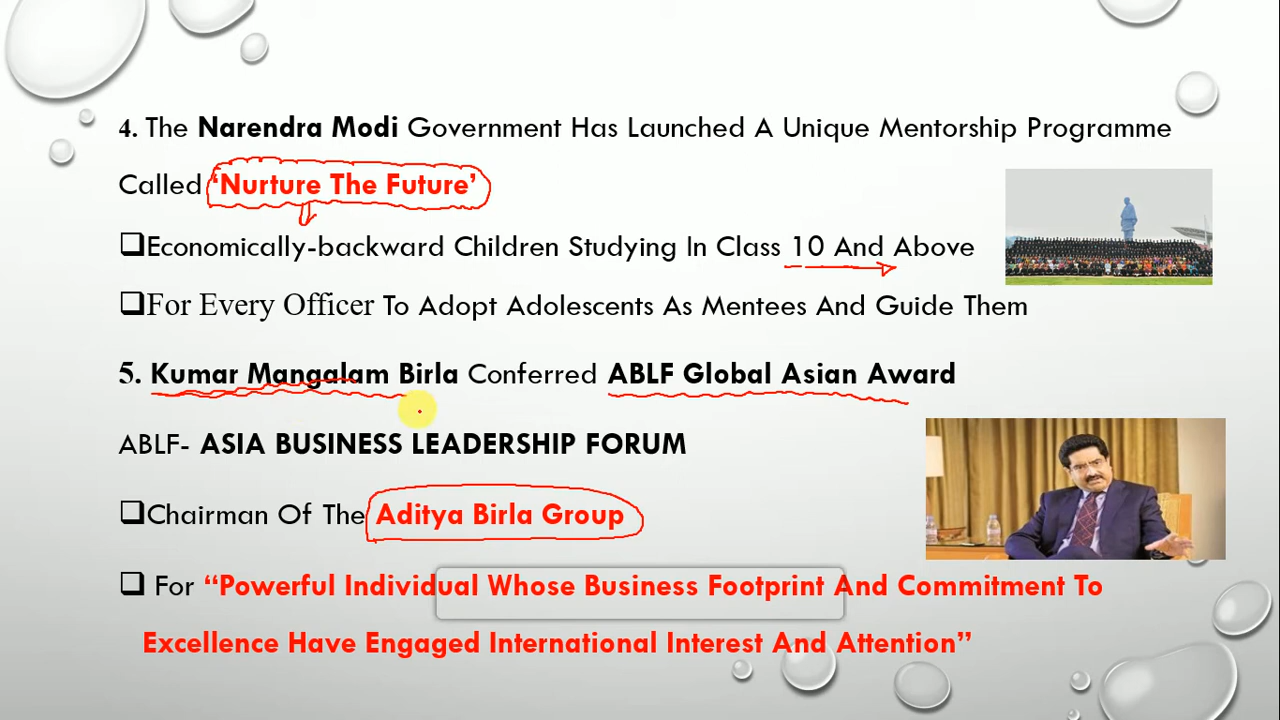 4. The Narendra Modi Government Has Launched A Unique Mentorship Programme
Called ‘Nurture The Future’
Economically-backward Children Studying In Class 10 And Above
For Every Officer To Adopt Adolescents As Mentees And Guide Them
5. Kumar Mangalam Birla Conferred ABLF Global Asian Award
ABLF- ASIA BUSINESS LEADERSHIP FORUM
Chairman Of The Aditya Birla Group
For “Powerful Individual Whose Business Footprint And Commitment To
Excellence Have Engaged International Interest And Attention”